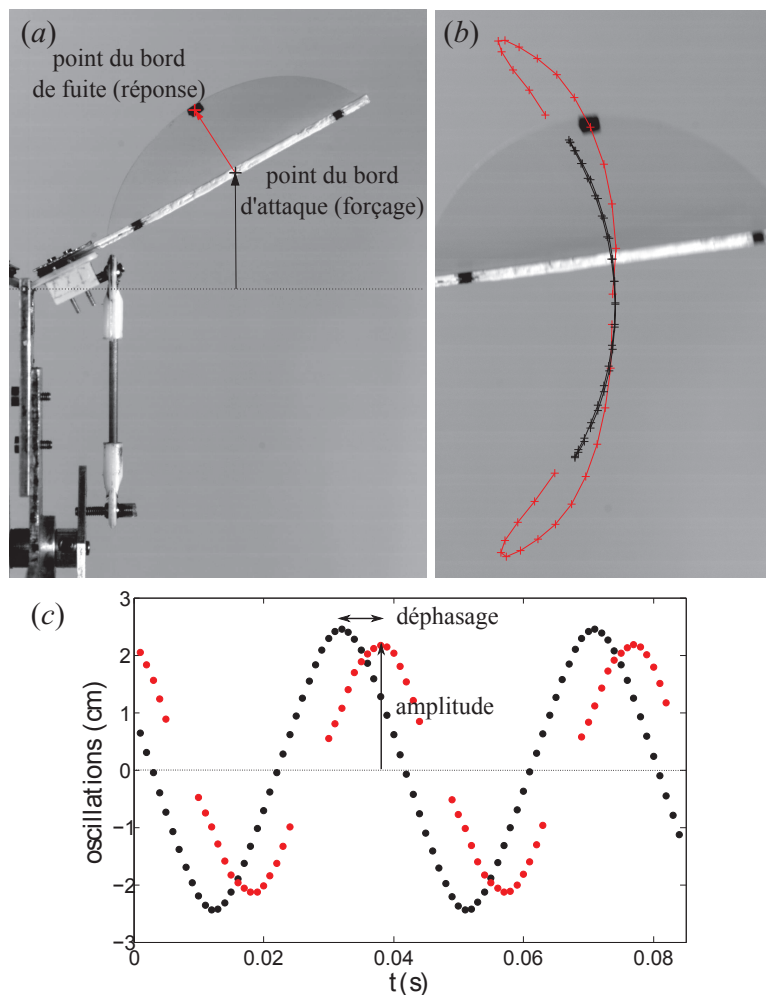 (a)
point du bord
de fuite (réponse)
point du bord
d'attaque (forçage)
(b)
(c)
3
2
1
0
−1
−2
−3
oscillations (cm)
déphasage
amplitude
0
0.02
0.04
0.06
0.08
t(s)